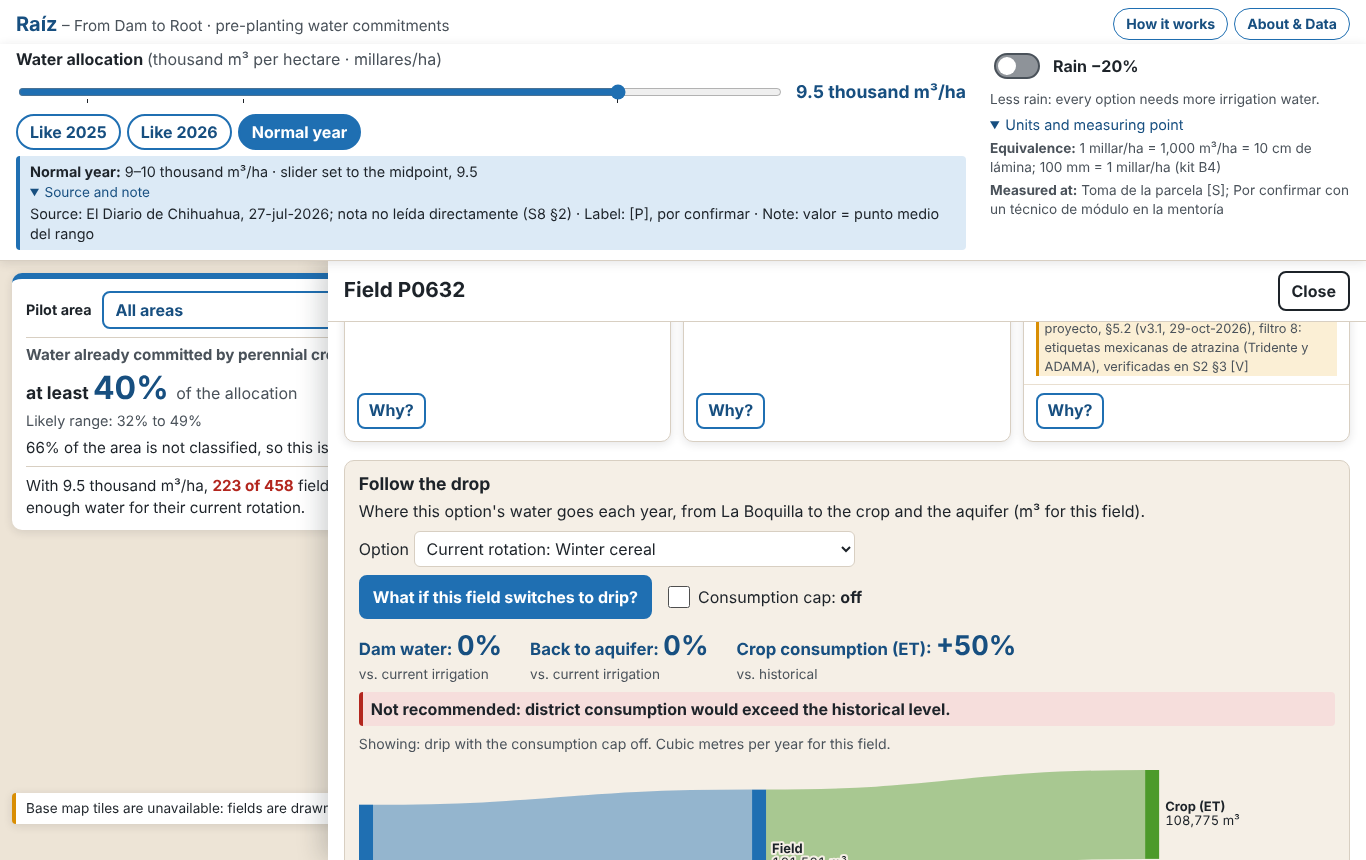 Raíz – From Dam to Root · pre-planting water commitments
How it works
About & Data
Water allocation (thousand m³ per hectare · millares/ha)
9.5 thousand m³/ha
Like 2025
Like 2026
Normal year
Normal year: 9–10 thousand m³/ha · slider set to the midpoint, 9.5
▼ Source and note
Source: El Diario de Chihuahua, 27-jul-2026; nota no leída directamente (S8 §2) · Label: [P], por confirmar · Note: valor = punto medio
del rango
Rain −20%
Less rain: every option needs more irrigation water.
▼ Units and measuring point
Equivalence: 1 millar/ha = 1,000 m³/ha = 10 cm de
lámina; 100 mm = 1 millar/ha (kit B4)
Measured at: Toma de la parcela [S]; Por confirmar con
un técnico de módulo en la mentoría
Pilot area
All areas
Water already committed by perennial
at least 40% of the allocation
Likely range: 32% to 49%
66% of the area is not classified, so this is
With 9.5 thousand m³/ha, 223 of 458 field
enough water for their current rotation.
Base map tiles are unavailable: fields are
Field P0632
Close
proyecto, §5.2 (v3.1, 29-oct-2026), filtro 8:
etiquetas mexicanas de atrazina (Tridente y
ADAMA), verificadas en S2 §3 [V]
Why?
Why?
Why?
Follow the drop
Where this option's water goes each year, from La Boquilla to the crop and the aquifer (m³ for this field).
Option
Current rotation: Winter cereal
What if this field switches to drip?
Consumption cap: off
Dam water: 0%
vs. current irrigation
Back to aquifer: 0%
vs. current irrigation
Crop consumption (ET): +50%
vs. historical
Not recommended: district consumption would exceed the historical level.
Showing: drip with the consumption cap off. Cubic metres per year for this field.
Crop (ET)
108,775 m³
Field